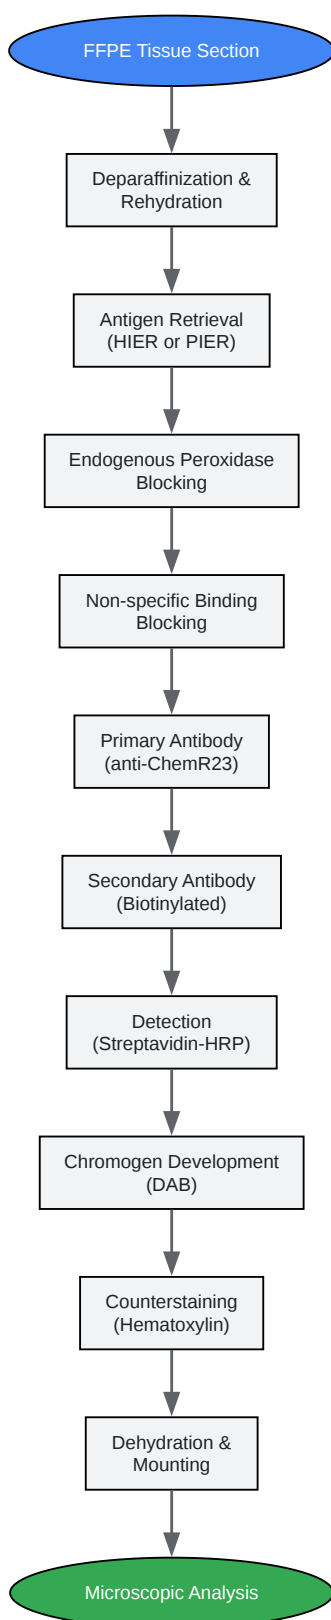 FFPE Tissue Section
Deparaffinization &
Rehydration
Antigen Retrieval
(HIER or PIER)
Endogenous Peroxidase
Blocking
Non-specific Binding
Blocking
Primary Antibody
(anti-ChemR23)
Secondary Antibody
(Biotinylated)
Detection
(Streptavidin-HRP)
Chromogen Development
(DAB)
Counterstaining
(Hematoxylin)
Dehydration &
Mounting
Microscopic Analysis